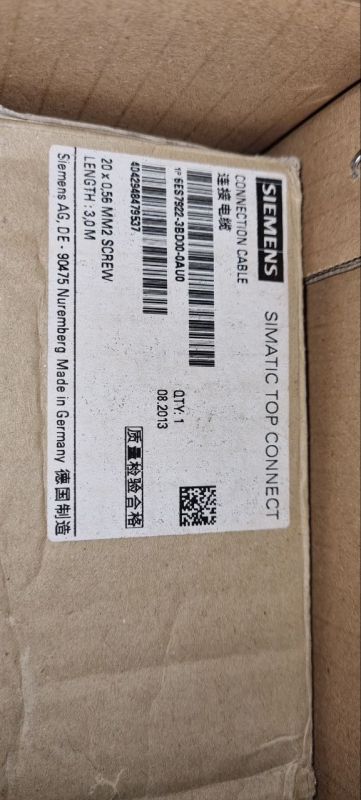 SIEMENS
SIMATIC TOP CONNECT
CONNECTION CABLE
连接电缆
1P 6ES7922-3BD00-0AU0
QTY: 1
4042948479537
08.2013
20 x 0,56 MM2 SCREW
LENGTH : 3,0 M
质量检验合格
Siemens AG, DE - 90475 Nuremberg Made in Germany 德国制造